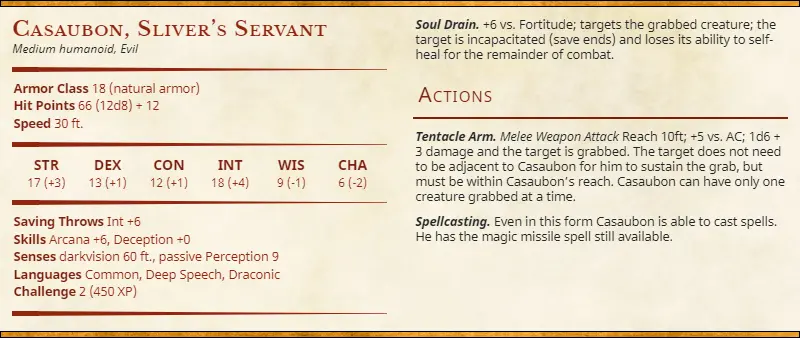 Casaubon, Sliver's Servant
Medium humanoid, Evil
Armor Class 18 (natural armor)
Hit Points 66 (12d8) + 12
Speed 30 ft.
STR DEX CON INT WIS CHA
17 (+3) 13 (+1) 12 (+1) 18 (+4) 9 (-1) 6 (-2)
Saving Throws Int +6
Skills Arcana +6, Deception +0
Senses darkvision 60 ft., passive Perception 9
Languages Common, Deep Speech, Draconic
Challenge 2 (450 XP)
Soul Drain. +6 vs. Fortitude; targets the grabbed creature; the
target is incapacitated (save ends) and loses its ability to self-
heal for the remainder of combat.
Actions
Tentacle Arm. Melee Weapon Attack Reach 10ft; +5 vs. AC; 1d6 +
3 damage and the target is grabbed. The target does not need
to be adjacent to Casaubon for him to sustain the grab, but
must be within Casaubon's reach. Casaubon can have only one
creature grabbed at a time.
Spellcasting. Even in this form Casaubon is able to cast spells.
He has the magic missile spell still available.